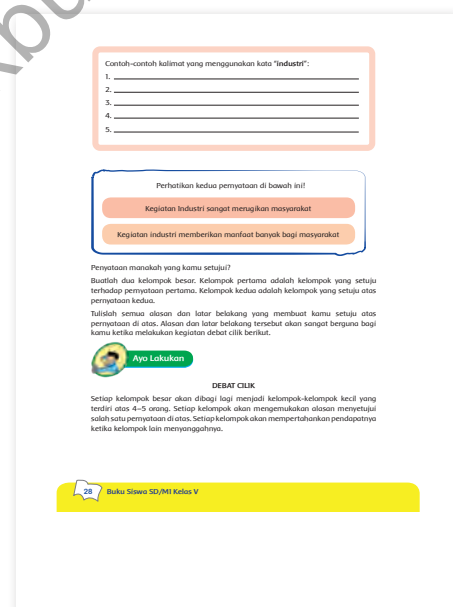 Contoh-contoh kalimat yang menggunakan kata "industri":
1.
2.
3.
4.
5.
Perhatikan kedua pernyataan di bawah ini!
Kegiatan Industri sangat merugikan masyarakat
Kegiatan industri memberikan manfaat banyak bagi masyarakat
Penyataan manakah yang kamu setujui?
Buatlah dua kelompok besar. Kelompok pertama adalah kelompok yang setuju
terhadap pernyataan pertama. Kelompok kedua adalah kelompok yang setuju atas
pernyataan kedua.
Tulislah semua alasan dan latar belakang yang membuat kamu setuju atas
pernyataan di atas. Alasan dan latar belakang tersebut akan sangat berguna bagi
kamu ketika melakukan kegiatan debat cilik berikut.
Ayo Lakukan
DEBAT CILIK
Setiap kelompok besar akan dibagi lagi menjadi kelompok-kelompok kecil yang
terdiri atas 4–5 orang. Setiap kelompok akan mengemukakan alasan menyetujui
salah satu pernyataan di atas. Setiap kelompok akan mempertahankan pendapatnya
ketika kelompok lain menyanggahnya.
28 Buku Siswa SD/MI Kelas V